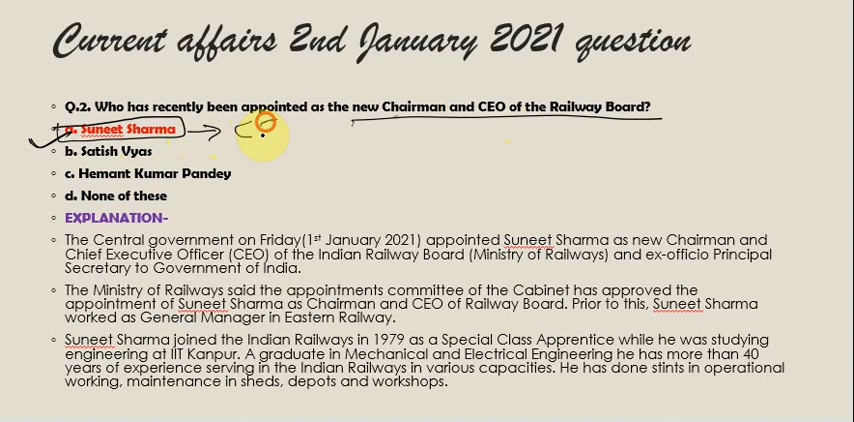 Current affairs 2nd January 2021 question
Q.2. Who has recently been appointed as the new Chairman and CEO of the Railway Board?
a. Suneet Sharma
b. Satish Vyas
c. Hemant Kumar Pandey
d. None of these
EXPLANATION-
The Central government on Friday(1st January 2021) appointed Suneet Sharma as new Chairman and
Chief Executive Officer (CEO) of the Indian Railway Board (Ministry of Railways) and ex-officio Principal
Secretary to Government of India.
The Ministry of Railways said the appointments committee of the Cabinet has approved the
appointment of Suneet Sharma as Chairman and CEO of Railway Board. Prior to this, Suneet Sharma
worked as General Manager in Eastern Railway.
Suneet Sharma joined the Indian Railways in 1979 as a Special Class Apprentice while he was studying
engineering at IIT Kanpur. A graduate in Mechanical and Electrical Engineering he has more than 40
years of experience serving in the Indian Railways in various capacities. He has done stints in operational
working, maintenance in sheds, depots and workshops.